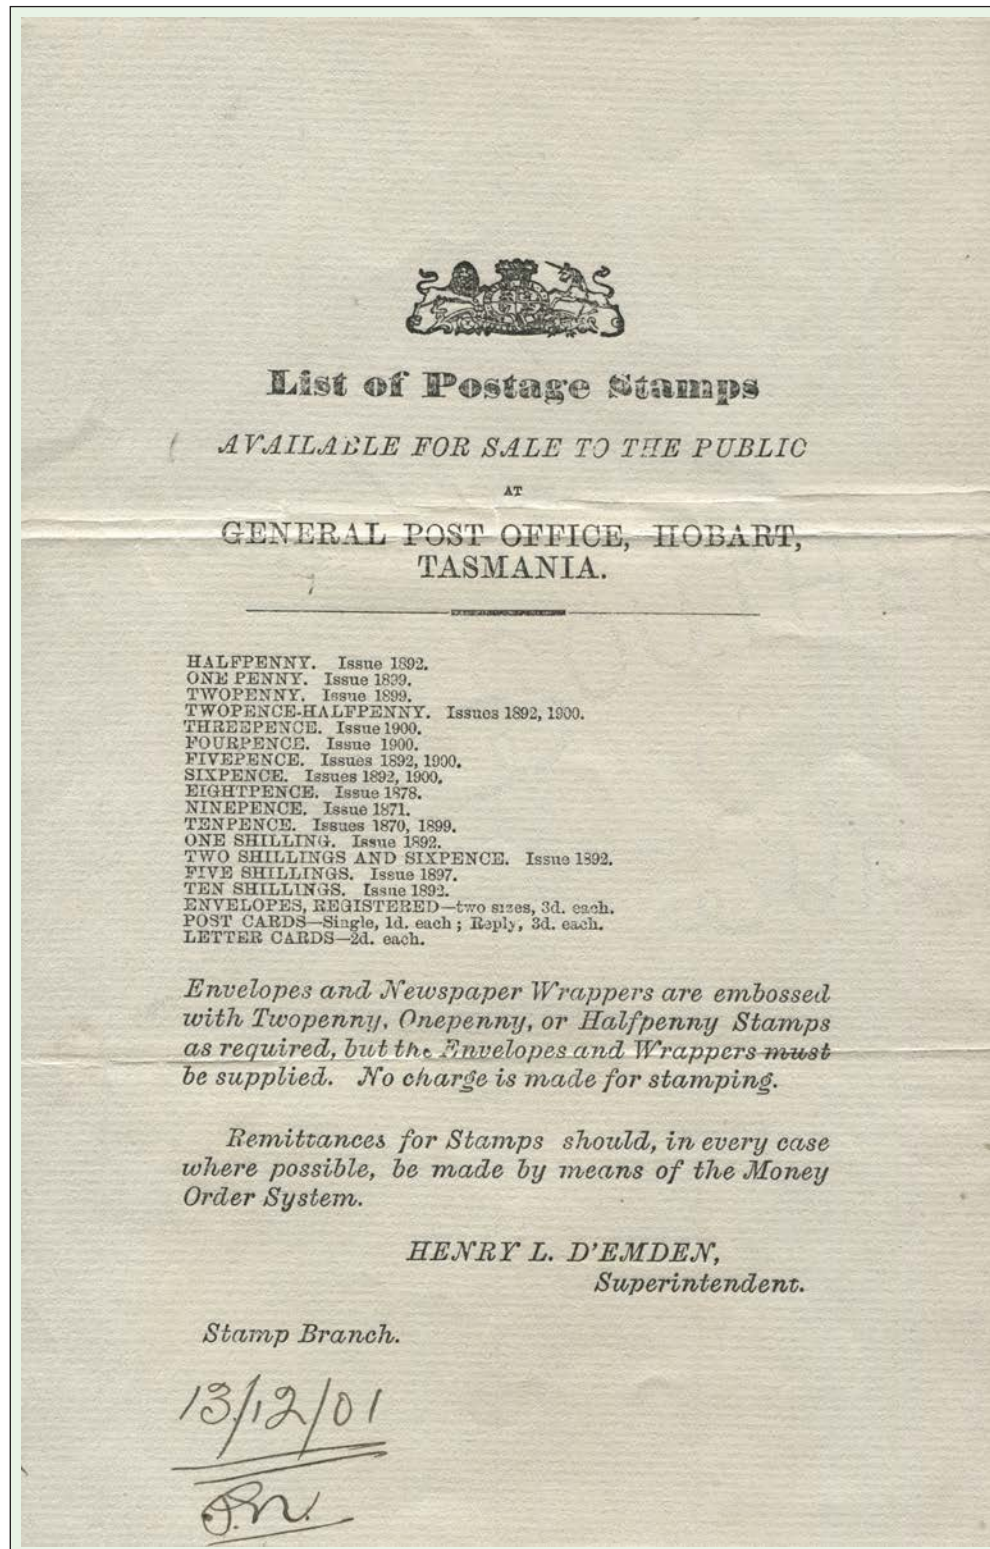 List of Postage Stamps
AVAILABLE FOR SALE TO THE PUBLIC
AT
GENERAL POST OFFICE, HOBART,
TASMANIA.
HALFPENNY. Issue 1892.
ONE PENNY. Issue 1899.
TWOPENNY. Issue 1899.
TWOPENCE-HALFPENNY. Issues 1892, 1900.
THREEPENCE. Issue 1900.
FOURPENCE. Issue 1900.
FIVEPENCE. Issues 1892, 1900.
SIXPENCE. Issues 1892, 1900.
EIGHTPENCE. Issue 1878.
NINEPENCE. Issue 1871.
TENPENCE. Issues 1870, 1899.
ONE SHILLING. Issue 1892.
TWO SHILLINGS AND SIXPENCE. Issue 1892.
FIVE SHILLINGS. Issue 1897.
TEN SHILLINGS. Issue 1892.
ENVELOPES, REGISTERED—two sizes, 3d. each.
POST CARDS—Single, 1d. each; Reply, 3d. each.
LETTER CARDS—2d. each.
Envelopes and Newspaper Wrappers are embossed
with Twopenny, Onepenny, or Halfpenny Stamps
as required, but the Envelopes and Wrappers must
be supplied. No charge is made for stamping.
Remittances for Stamps should, in every case
where possible, be made by means of the Money
Order System.
HENRY L. D'EMDEN,
Superintendent.
Stamp Branch.
13/12/01